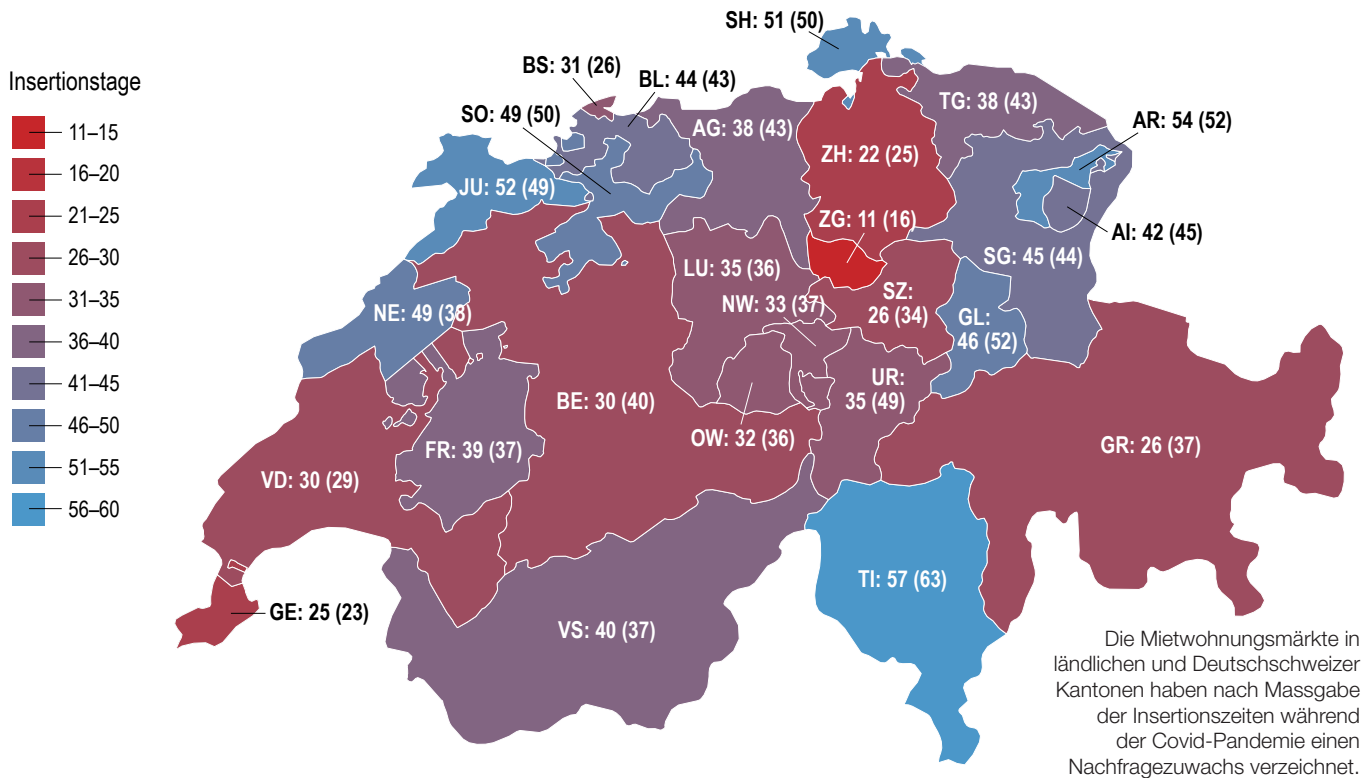 Insertionstage
11–15
16–20
21–25
26–30
31–35
36–40
41–45
46–50
51–55
56–60
SH: 51 (50)
BS: 31 (26)
BL: 44 (43)
SO: 49 (50)
TG: 38 (43)
AG: 38 (43)
AR: 54 (52)
ZH: 22 (25)
JU: 52 (49)
ZG: 11 (16)
AI: 42 (45)
SG: 45 (44)
LU: 35 (36)
SZ:
26 (34)
NW: 33 (37)
NE: 49 (38)
GL:
46 (52)
UR:
35 (49)
BE: 30 (40)
OW: 32 (36)
GR: 26 (37)
FR: 39 (37)
VD: 30 (29)
TI: 57 (63)
GE: 25 (23)
VS: 40 (37)
Die Mietwohnungsmärkte in
ländlichen und Deutschschweizer
Kantonen haben nach Massgabe
der Insertionszeiten während
der Covid-Pandemie einen
Nachfragezuwachs verzeichnet.